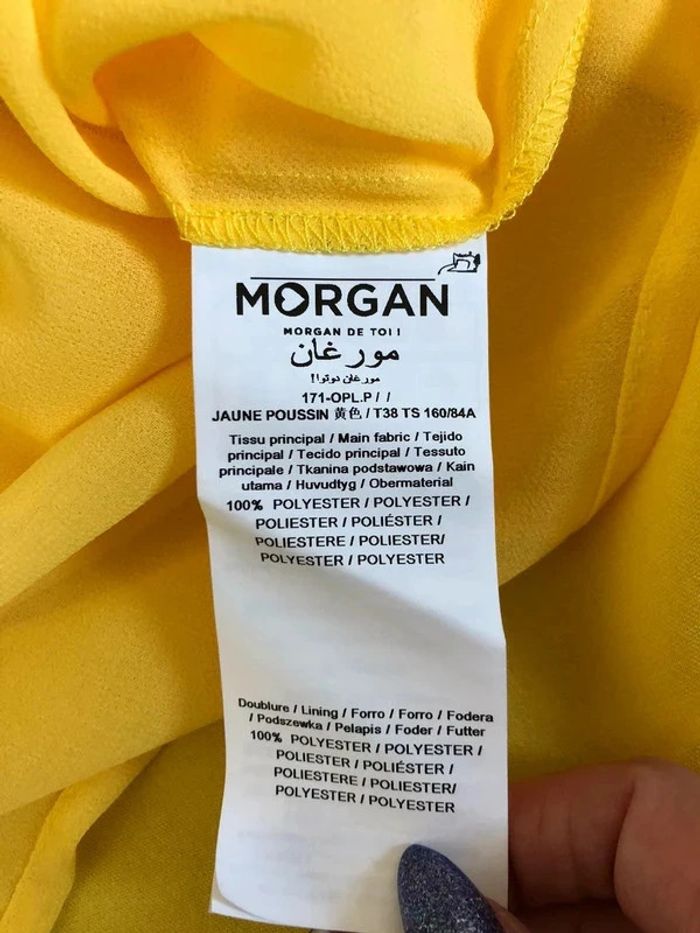 MORGAN
MORGAN DE TOI !
مورغان
مورغان دوتوا!
171-OPL.P / /
JAUNE POUSSIN 黄色 / T38 TS 160/84A
Tissu principal / Main fabric / Tejido
principal / Tecido principal / Tessuto
principale / Tkanina podstawowa / Kain
utama / Huvudtyg / Obermaterial
100% POLYESTER / POLYESTER /
POLIESTER / POLIÉSTER /
POLIESTERE / POLIESTER/
POLYESTER / POLYESTER
Doublure / Lining / Forro / Forro / Fodera
/ Podszewka / Pelapis / Foder / Futter
100% POLYESTER / POLYESTER /
POLIESTER / POLIÉSTER /
POLIESTERE / POLIESTER/
POLYESTER / POLYESTER